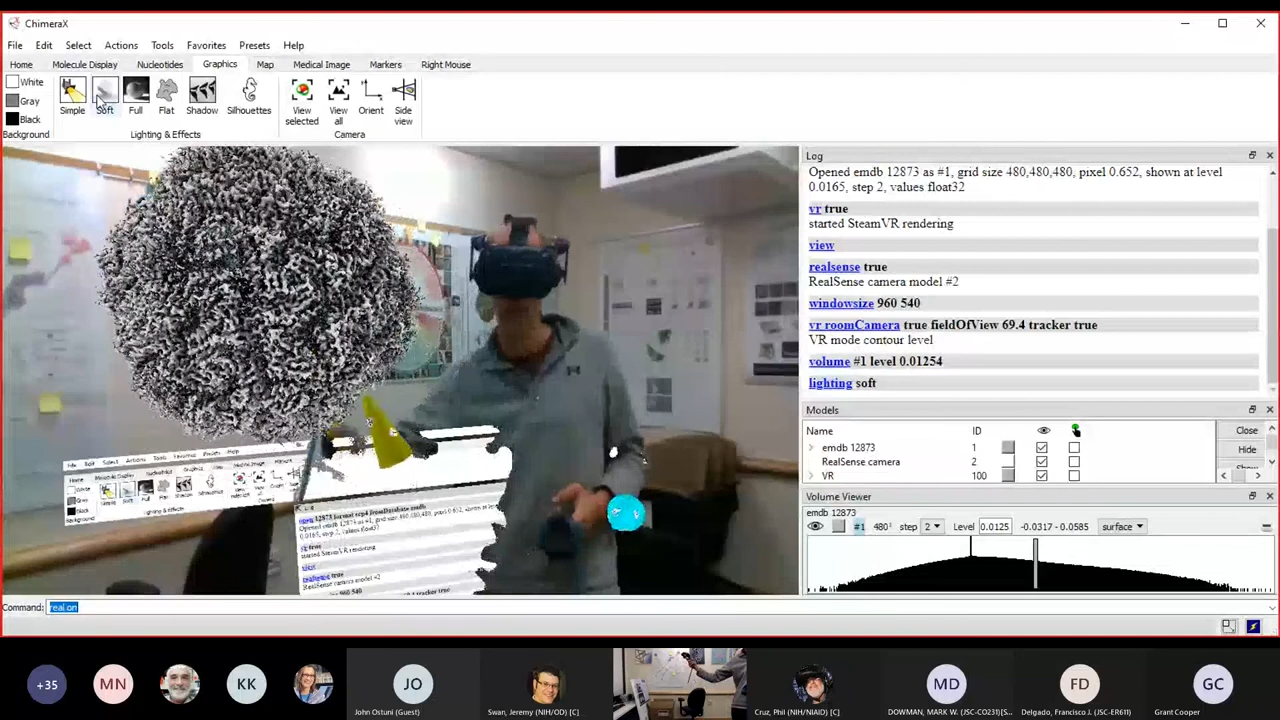 ChimeraX
File Edit Select Actions Tools Favorites Presets Help
Home Molecule Display Nucleotides Graphics Map Medical Image Markers Right Mouse
White
Gray
Black
Background
Simple Soft Full Flat Shadow Silhouettes
Lighting & Effects
View selected View all Orient Side view
Camera
Log
Opened emdb 12873 as #1, grid size 480,480,480, pixel 0.652, shown at level
0.0165, step 2, values float32
vr true
started SteamVR rendering
view
realsense true
RealSense camera model #2
windowsize 960 540
vr roomCamera true fieldOfView 69.4 tracker true
VR mode contour level
volume #1 level 0.01254
lighting soft
Models
Name ID
emdb 12873 1
RealSense camera 2
VR 100
Close
Hide
Show
Volume Viewer
emdb 12873
#1 480³ step 2 Level 0.0125 -0.0317 - 0.0585 surface
Command: real on
+35 MN KK JO MD FD GC
John Ostuni (Guest) Swan, Jeremy (NIH/OD) [C] Cruz, Phil (NIH/NIAID) [C] DOWMAN, MARK W. (JSC-CO231)[S... Delgado, Francisco J. (JSC-ER611) Grant Cooper